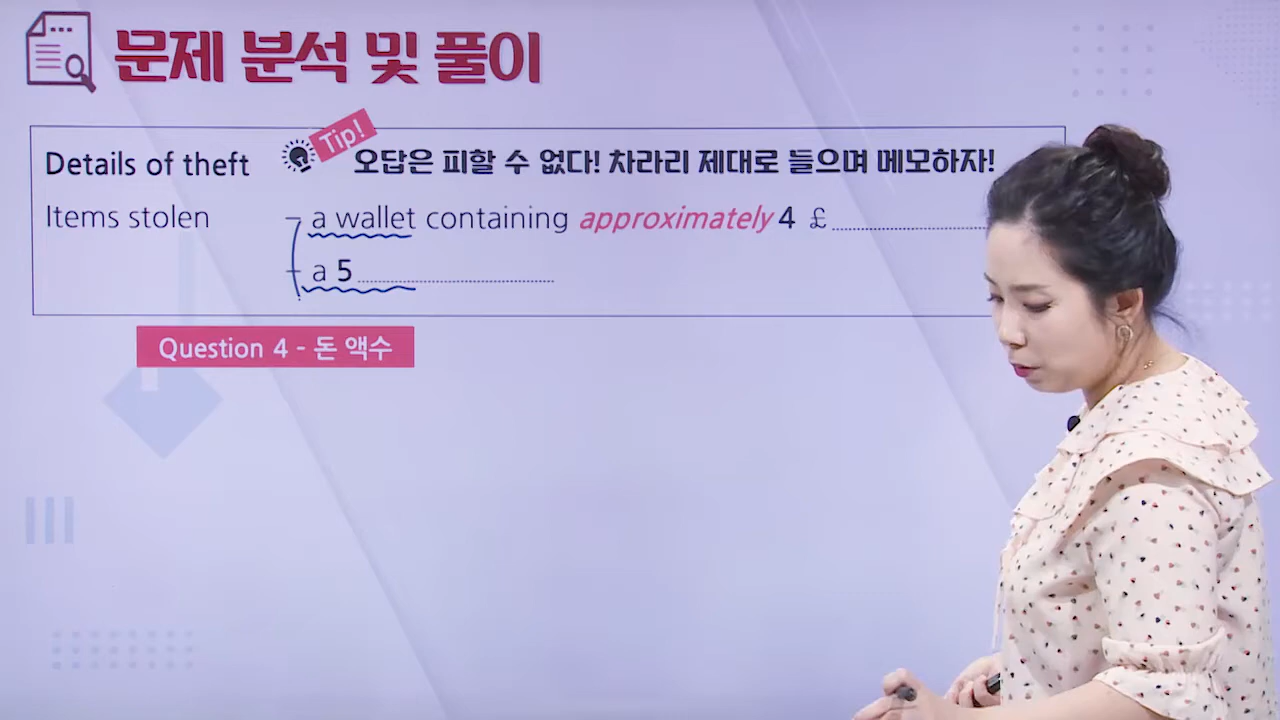 문제 분석 및 풀이
Tip!
Details of theft 오답은 피할 수 없다! 차라리 제대로 들으며 메모하자!
Items stolen a wallet containing approximately 4 £
a 5
Question 4 - 돈 액수